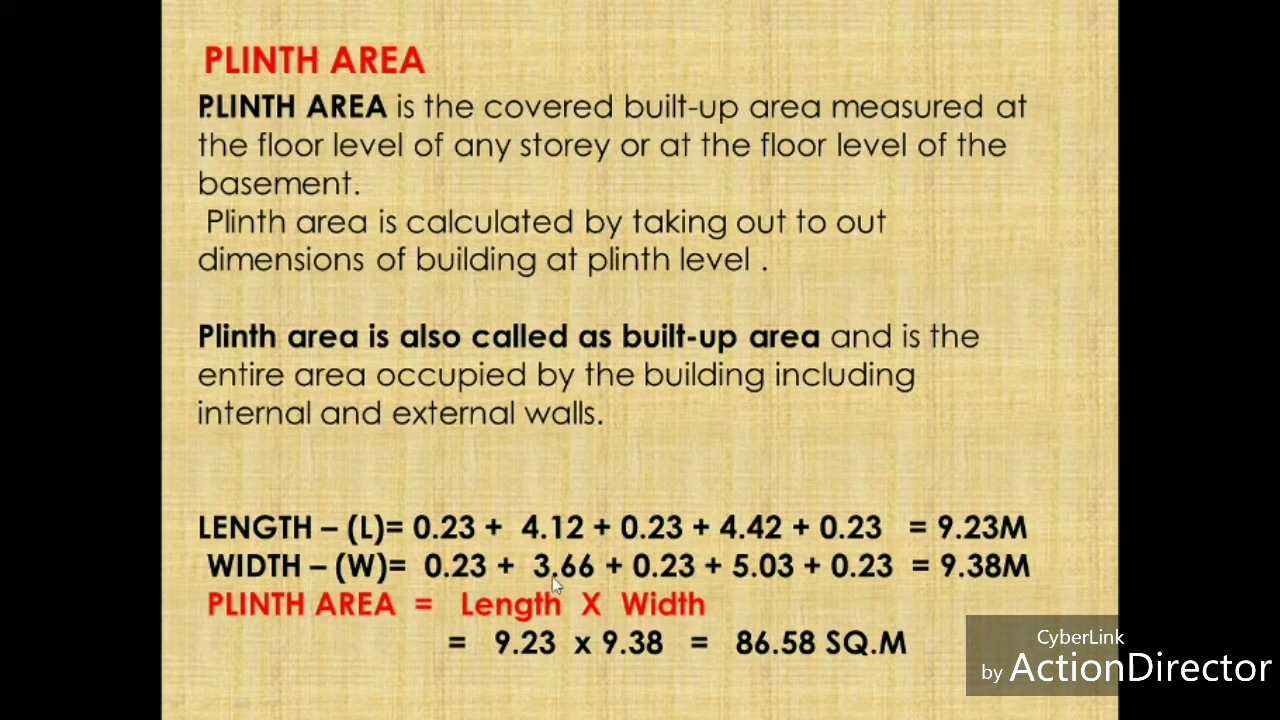 PLINTH AREA
PLINTH AREA is the covered built-up area measured at
the floor level of any storey or at the floor level of the
basement.
Plinth area is calculated by taking out to out
dimensions of building at plinth level .
Plinth area is also called as built-up area and is the
entire area occupied by the building including
internal and external walls.
LENGTH – (L)= 0.23 + 4.12 + 0.23 + 4.42 + 0.23 = 9.23M
WIDTH – (W)= 0.23 + 3.66 + 0.23 + 5.03 + 0.23 = 9.38M
PLINTH AREA = Length X Width
= 9.23 x 9.38 = 86.58 SQ.M
CyberLink
by ActionDirector